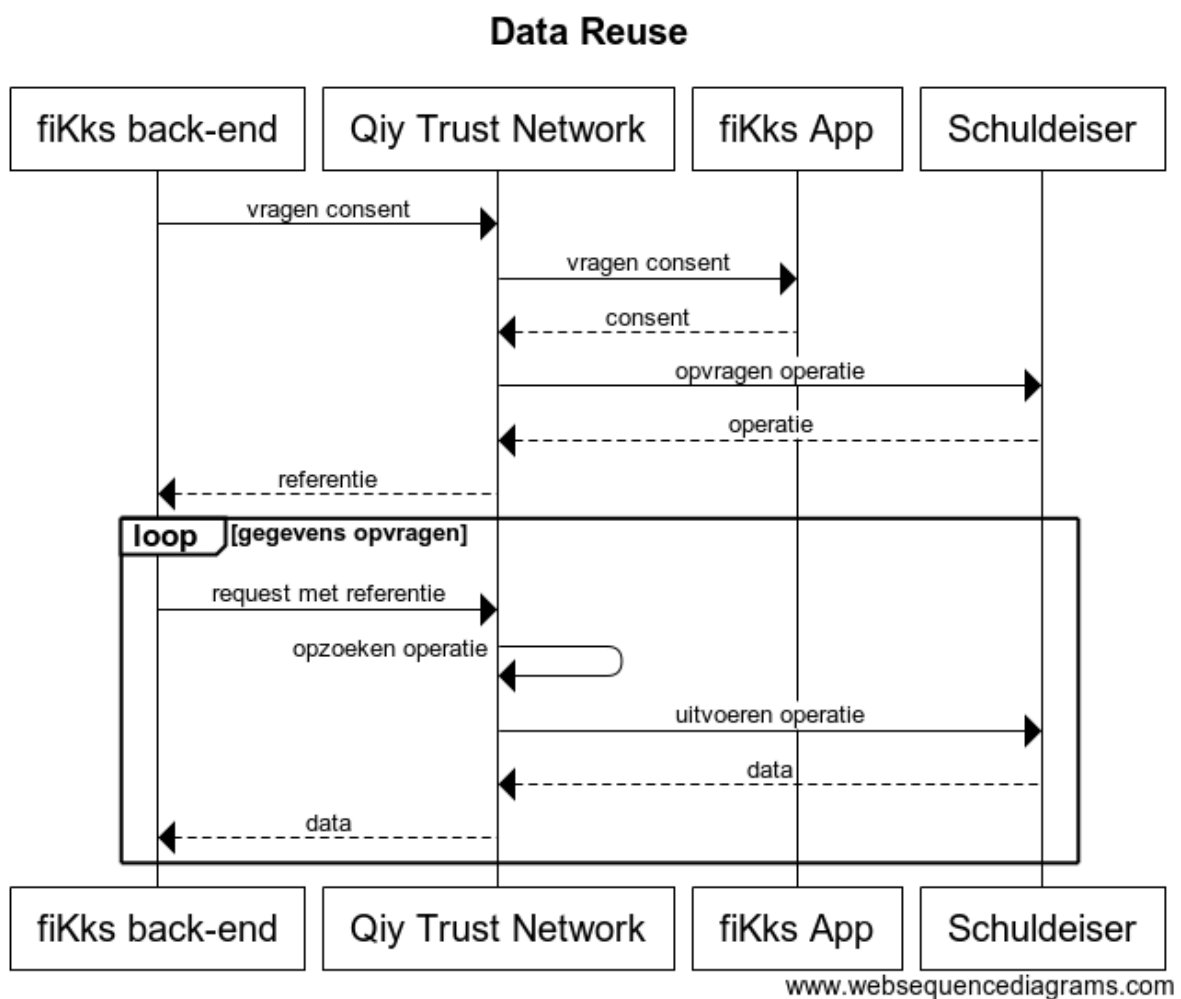 Data Reuse
fiKks back-end
Qiy Trust Network
fiKks App
Schuldeiser
vragen consent
vragen consent
consent
opvragen operatie
operatie
referentie
loop
[gegevens opvragen]
request met referentie
opzoeken operatie
uitvoeren operatie
data
data
fiKks back-end
Qiy Trust Network
fiKks App
Schuldeiser
www.websequencediagrams.com